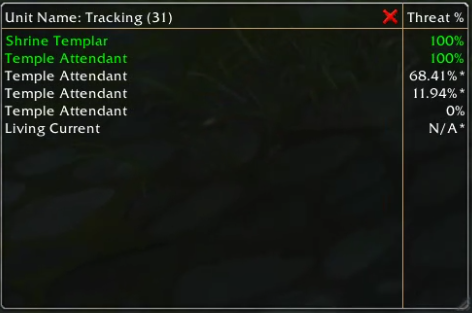 Unit Name: Tracking (31) Threat %
Shrine Templar 100%
Temple Attendant 100%
Temple Attendant 68.41%*
Temple Attendant 11.94%*
Temple Attendant 0%
Living Current N/A*